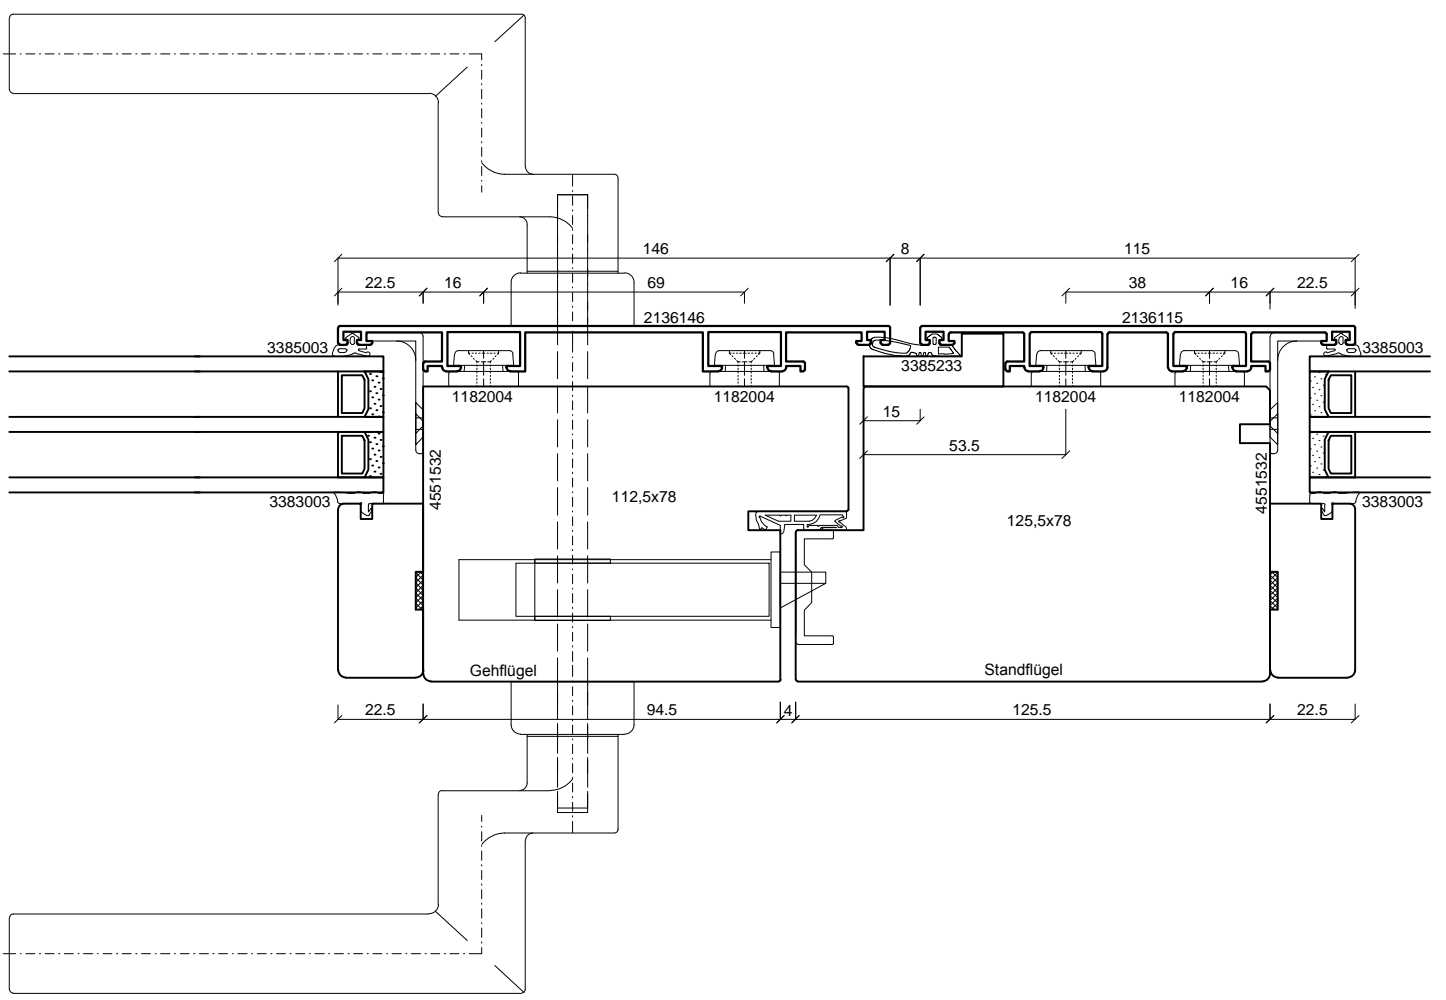 146 8 115
22.5 16 69 38 16 22.5
2136146 2136115
3385003 3385233 3385003
1182004 1182004 1182004 1182004
15
53.5
4551532 4551532
3383003 112,5x78 3383003
125,5x78
Gehflügel Standflügel
22.5 94.5 4 125.5 22.5